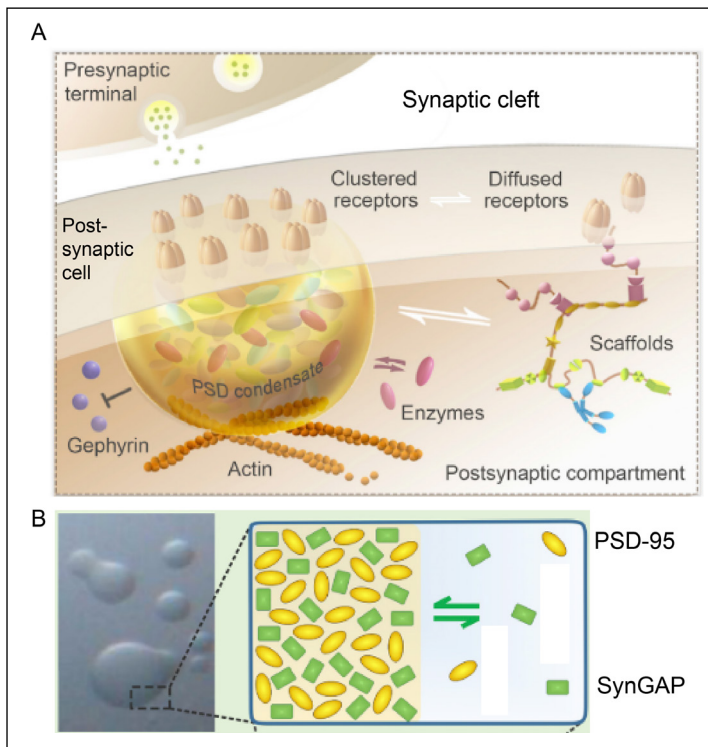 A
Presynaptic
terminal
Synaptic cleft
Clustered
receptors
Diffused
receptors
Post-
synaptic
cell
PSD condensate
Scaffolds
Enzymes
Gephyrin
Actin
Postsynaptic compartment
B
PSD-95
SynGAP